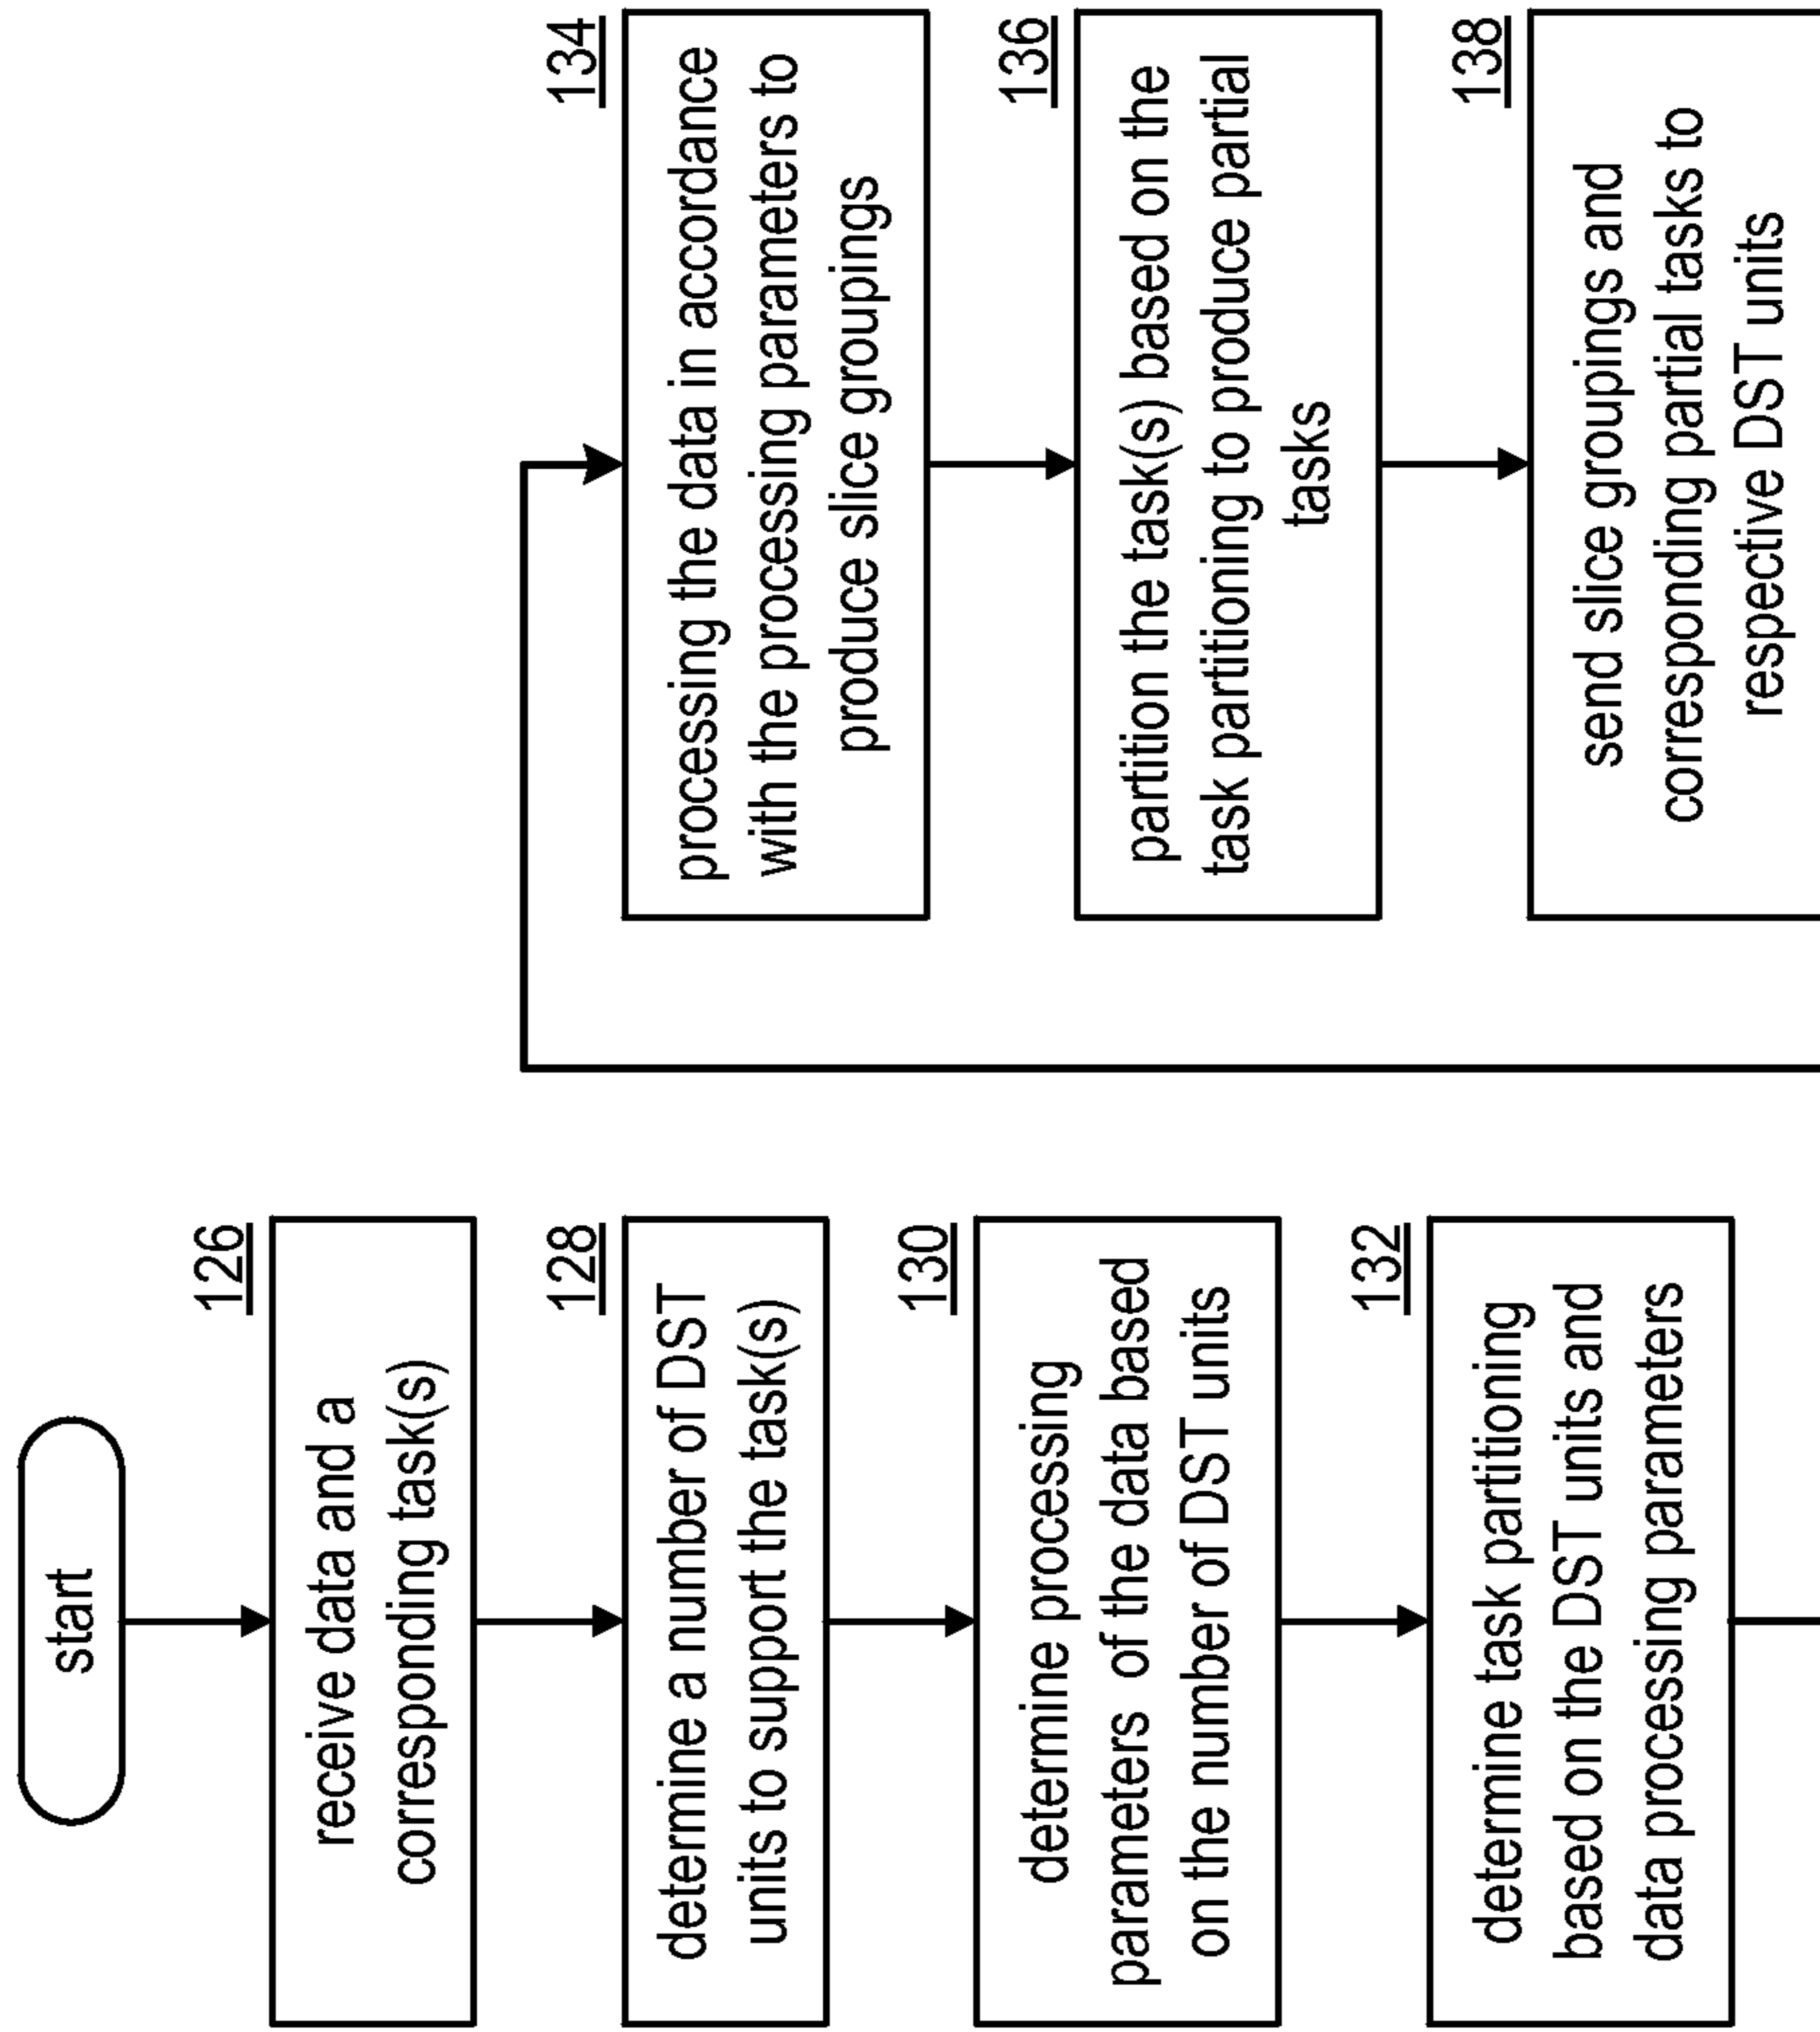 start
126
receive data and a
corresponding task(s)
128
determine a number of DST
units to support the task(s)
130
determine processing
parameters of the data based
on the number of DST units
132
determine task partitioning
based on the DST units and
data processing parameters
134
processing the data in accordance
with the processing parameters to
produce slice groupings
136
partition the task(s) based on the
task partitioning to produce partial
tasks
138
send slice groupings and
corresponding partial tasks to
respective DST units